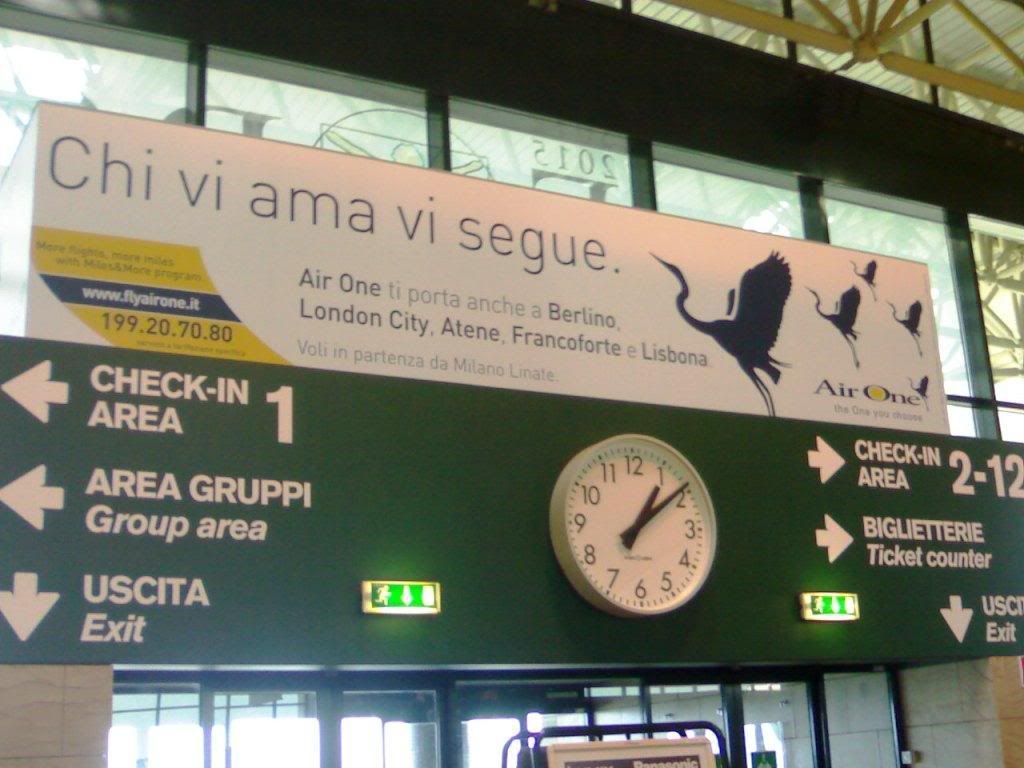 2015
Chi vi ama vi segue.
More flights, more miles
with Miles&More program
www.flyairone.it
199.20.70.80
Air One ti porta anche a Berlino,
London City, Atene, Francoforte e Lisbona
Voli in partenza da Milano Linate.
Air One
the One you choose
CHECK-IN
AREA 1
AREA GRUPPI
Group area
USCITA
Exit
12
1
2
3
4
5
6
7
8
9
10
11
CHECK-IN
AREA 2-12
BIGLIETTERIE
Ticket counter
USCI
Exit
Panasonic